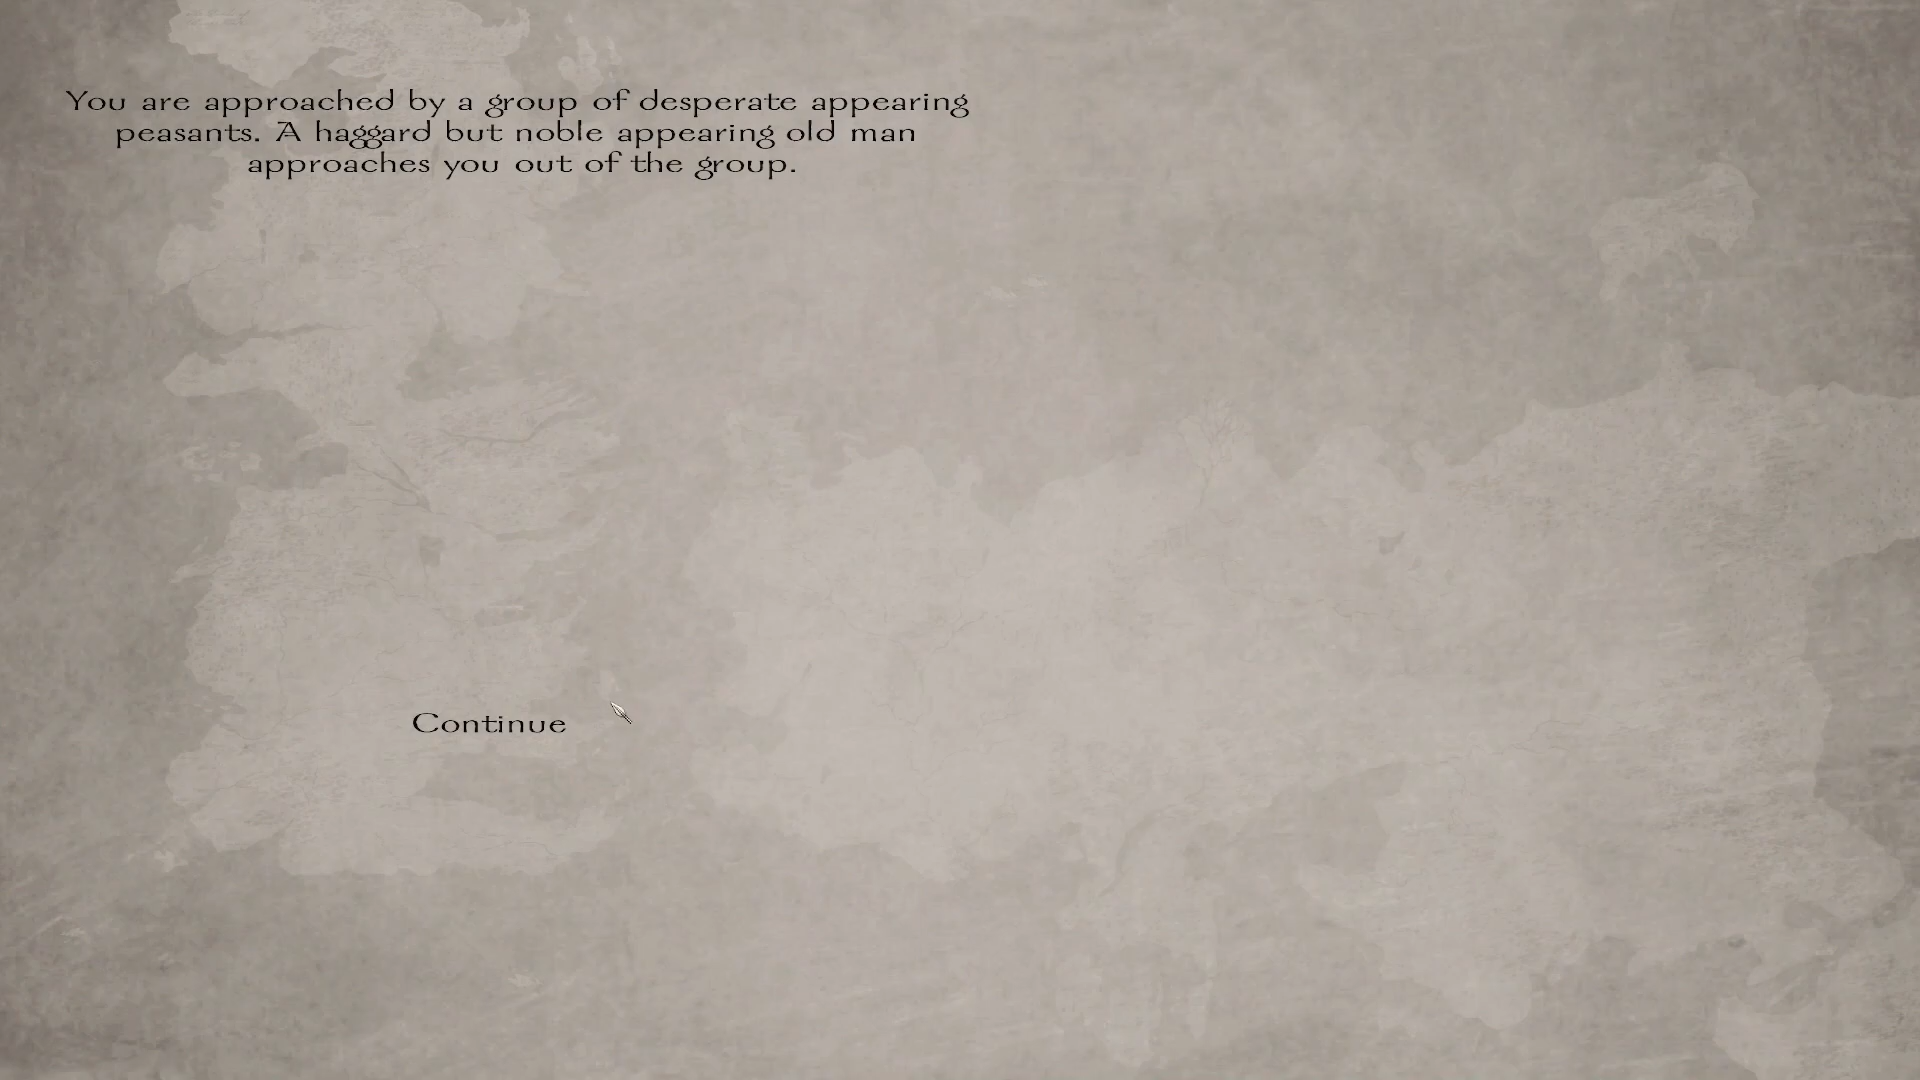 You are approached by a group of desperate appearing
peasants. A haggard but noble appearing old man
approaches you out of the group.
Continue